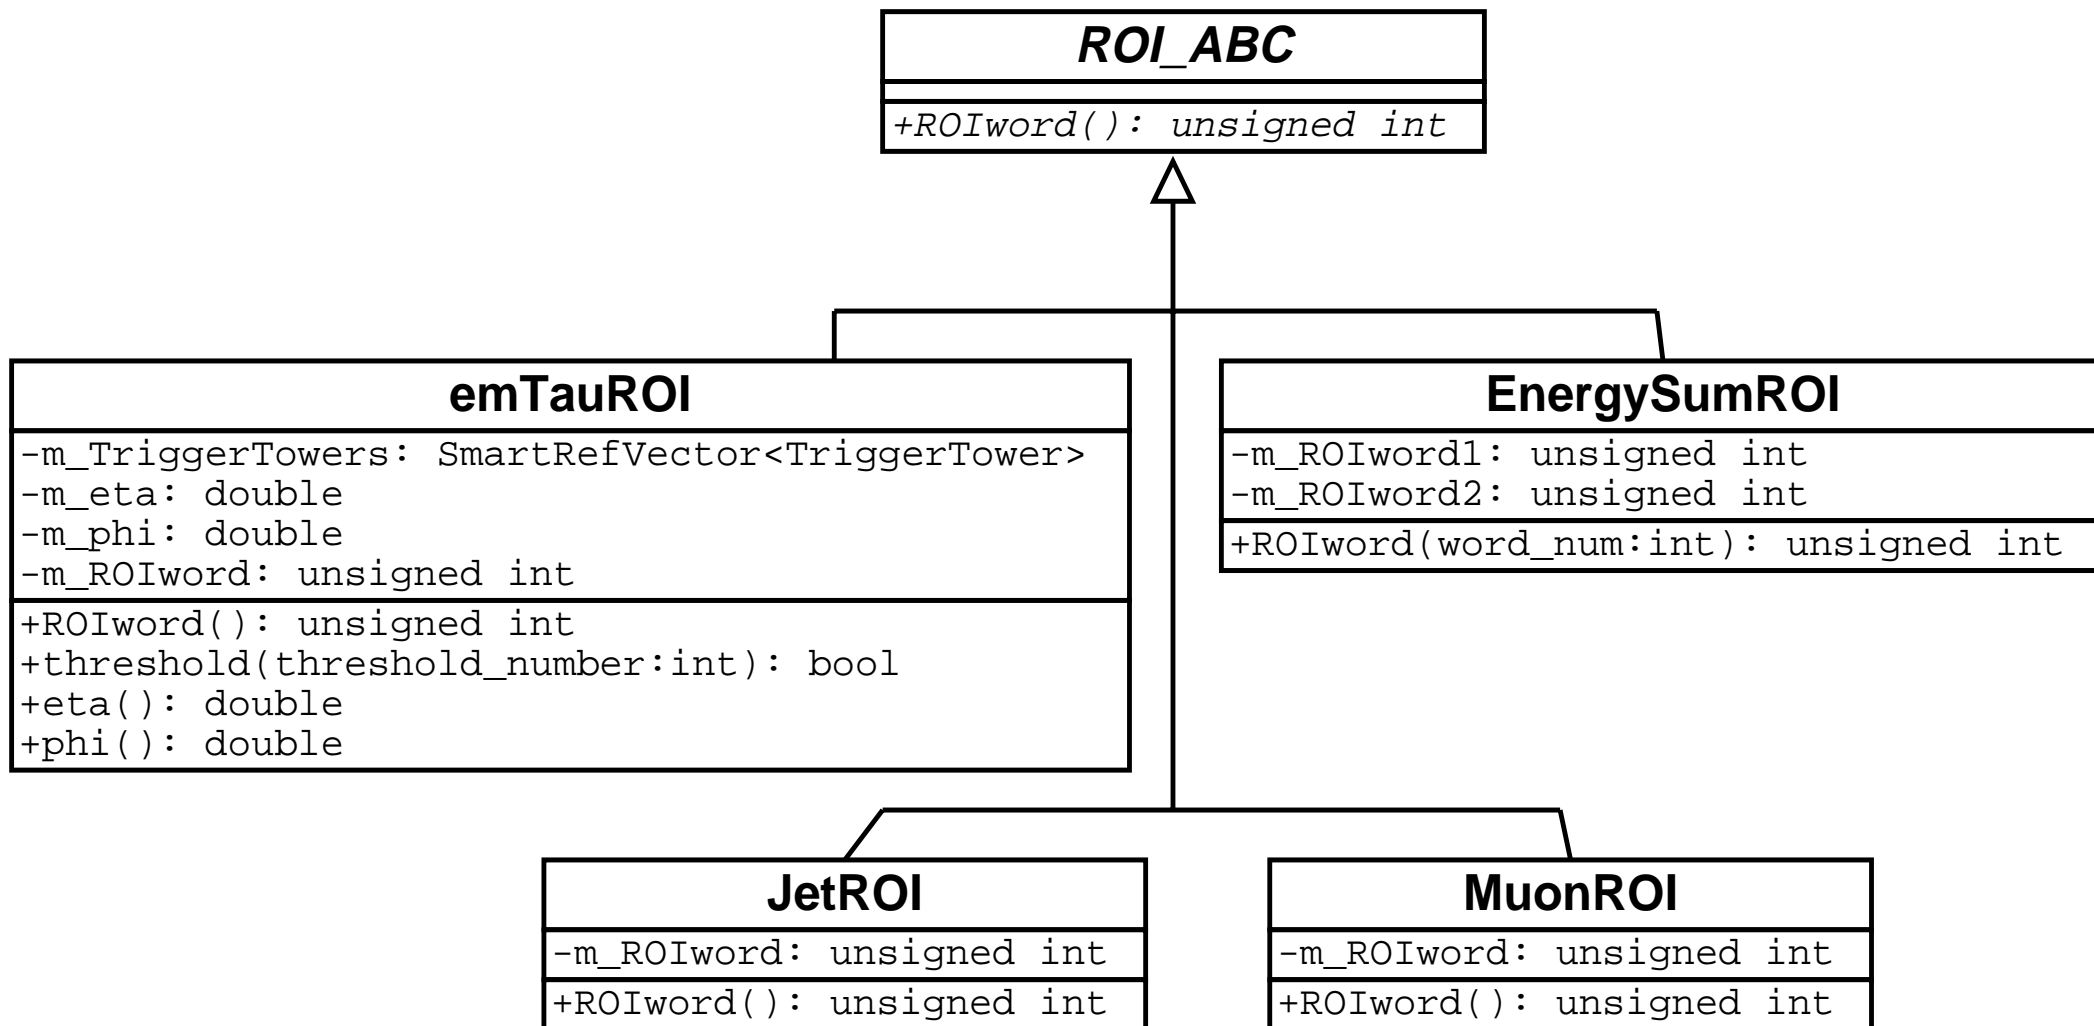 ROI_ABC
+ROIword(): unsigned int
emTauROI
-m_TriggerTowers: SmartRefVector<TriggerTower>
-m_eta: double
-m_phi: double
-m_ROIword: unsigned int
+ROIword(): unsigned int
+threshold(threshold_number:int): bool
+eta(): double
+phi(): double
EnergySumROI
-m_ROIword1: unsigned int
-m_ROIword2: unsigned int
+ROIword(word_num:int): unsigned int
JetROI
-m_ROIword: unsigned int
+ROIword(): unsigned int
MuonROI
-m_ROIword: unsigned int
+ROIword(): unsigned int